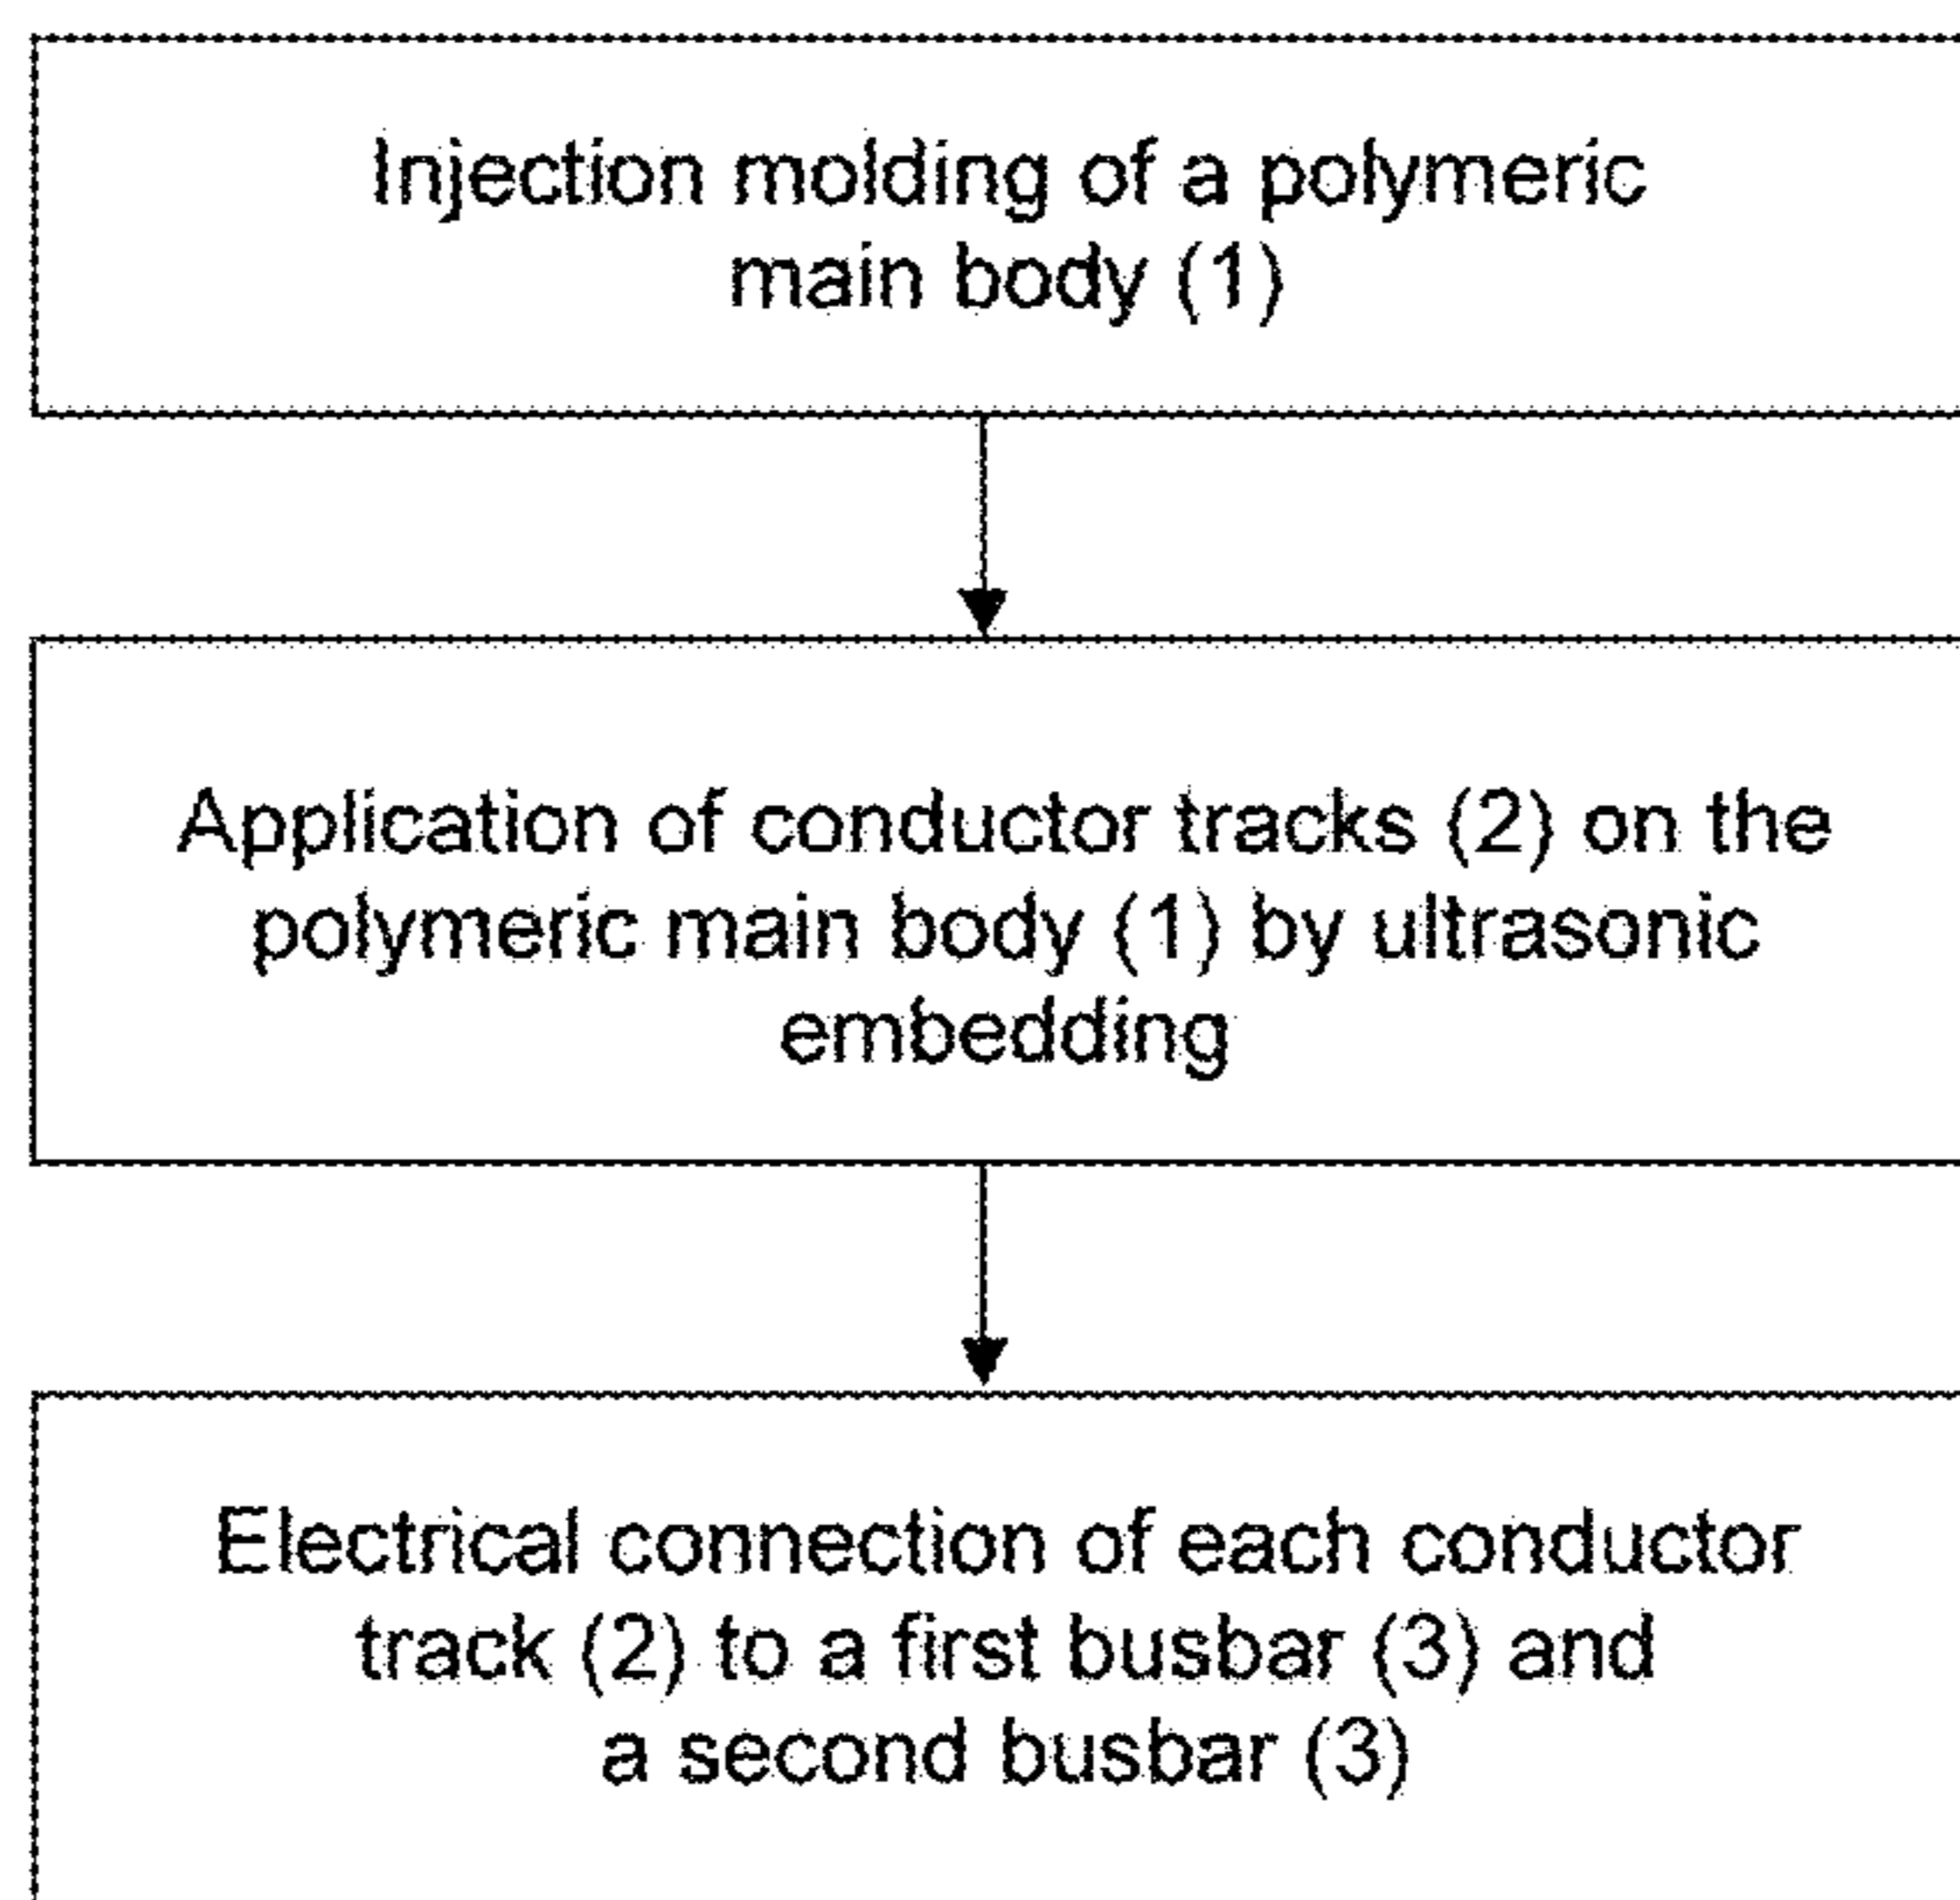 Injection molding of a polymeric
main body (1)
Application of conductor tracks (2) on the
polymeric main body (1) by ultrasonic
embedding
Electrical connection of each conductor
track (2) to a first busbar (3) and
a second busbar (3)